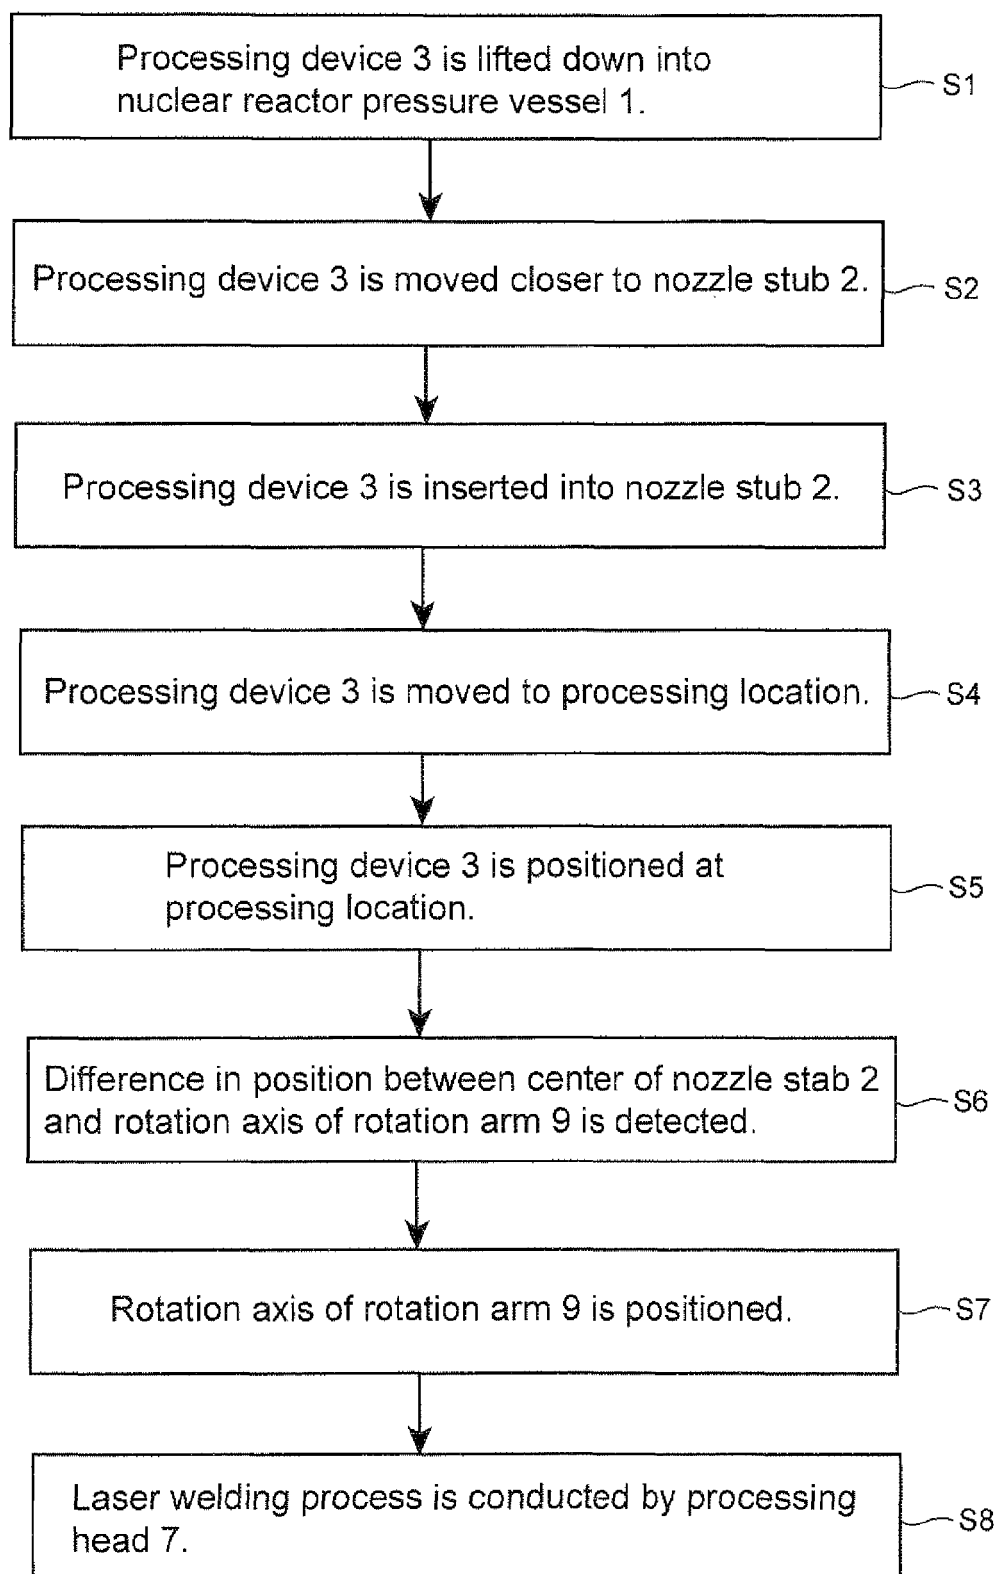 Processing device 3 is lifted down into
nuclear reactor pressure vessel 1.
S1
Processing device 3 is moved closer to nozzle stub 2.
S2
Processing device 3 is inserted into nozzle stub 2.
S3
Processing device 3 is moved to processing location.
S4
Processing device 3 is positioned at
processing location.
S5
Difference in position between center of nozzle stab 2
and rotation axis of rotation arm 9 is detected.
S6
Rotation axis of rotation arm 9 is positioned.
S7
Laser welding process is conducted by processing
head 7.
S8